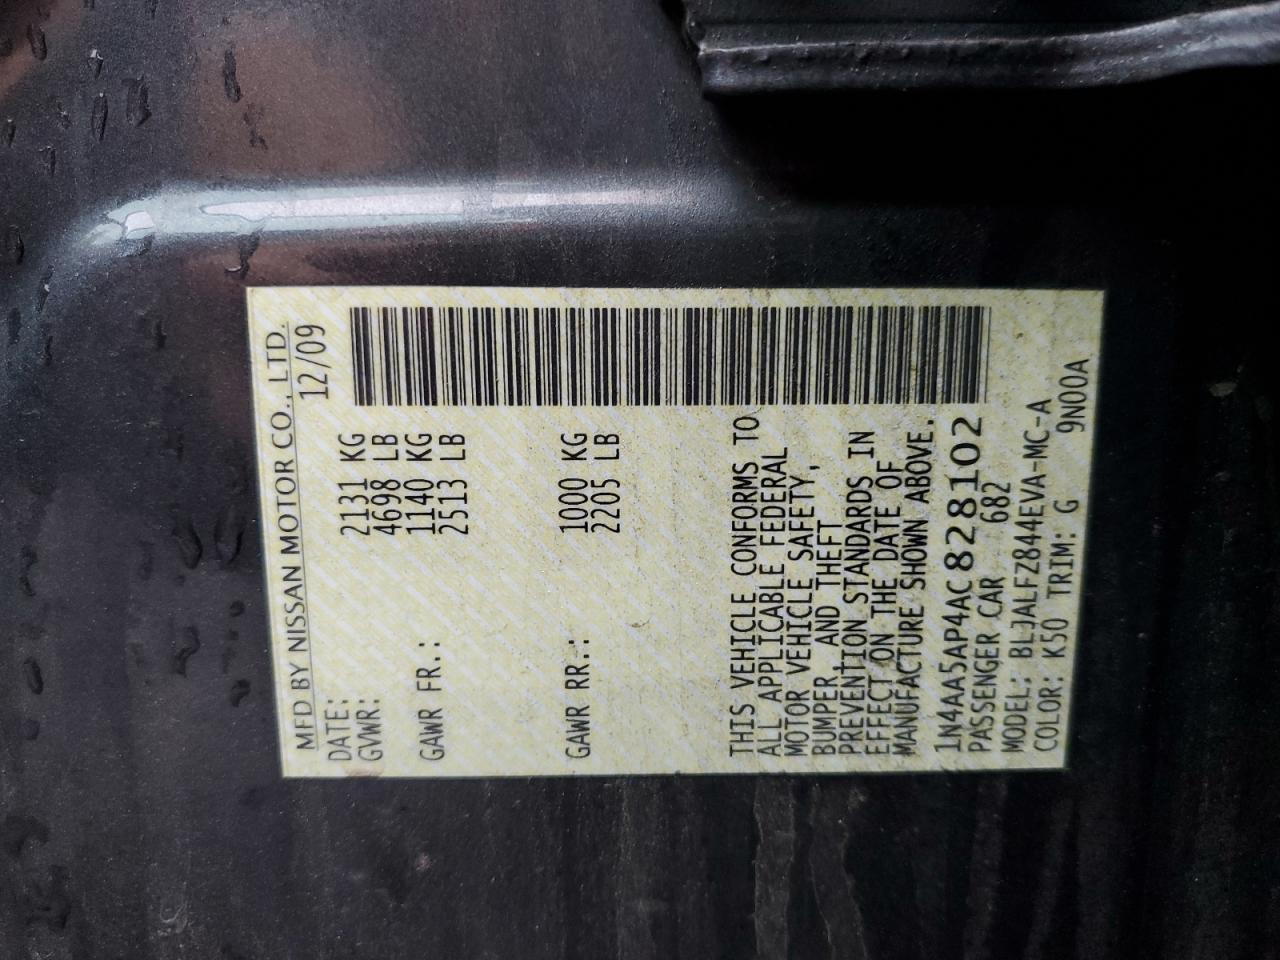 MFD BY NISSAN MOTOR CO., LTD.
DATE: 12/09
GVWR: 2131 KG
4698 LB
GAWR FR.: 1140 KG
2513 LB
GAWR RR.: 1000 KG
2205 LB
THIS VEHICLE CONFORMS TO
ALL APPLICABLE FEDERAL
MOTOR VEHICLE SAFETY,
BUMPER, AND THEFT
PREVENTION STANDARDS IN
EFFECT ON THE DATE OF
MANUFACTURE SHOWN ABOVE.
1N4AA5AP4AC828102
PASSENGER CAR 682
MODEL: BLJALFZ844EVA-MC-A
COLOR: K50 TRIM: G 9N00A